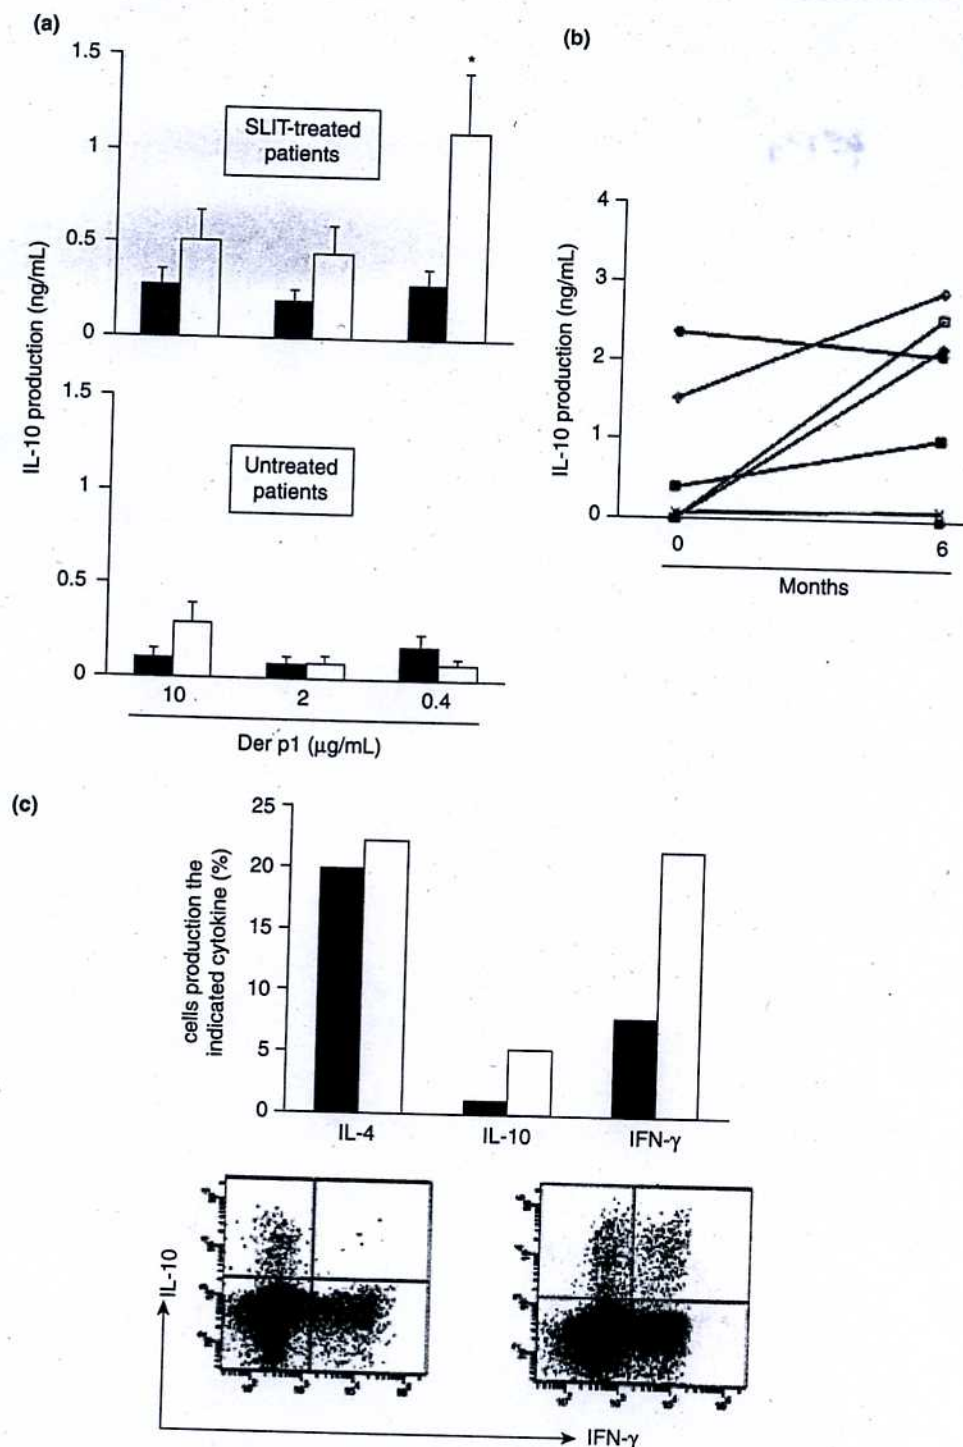 (a)
1.5
1
0.5
0
SLIT-treated
patients
*
IL-10 production (ng/mL)
1.5
1
0.5
0
Untreated
patients
10
2
0.4
Der p1 (μg/mL)
(b)
IL-10 production (ng/mL)
4
3
2
1
0
0
6
Months
(c)
cells production the
indicated cytokine (%)
25
20
15
10
5
0
IL-4
IL-10
IFN-γ
IL-10
IFN-γ